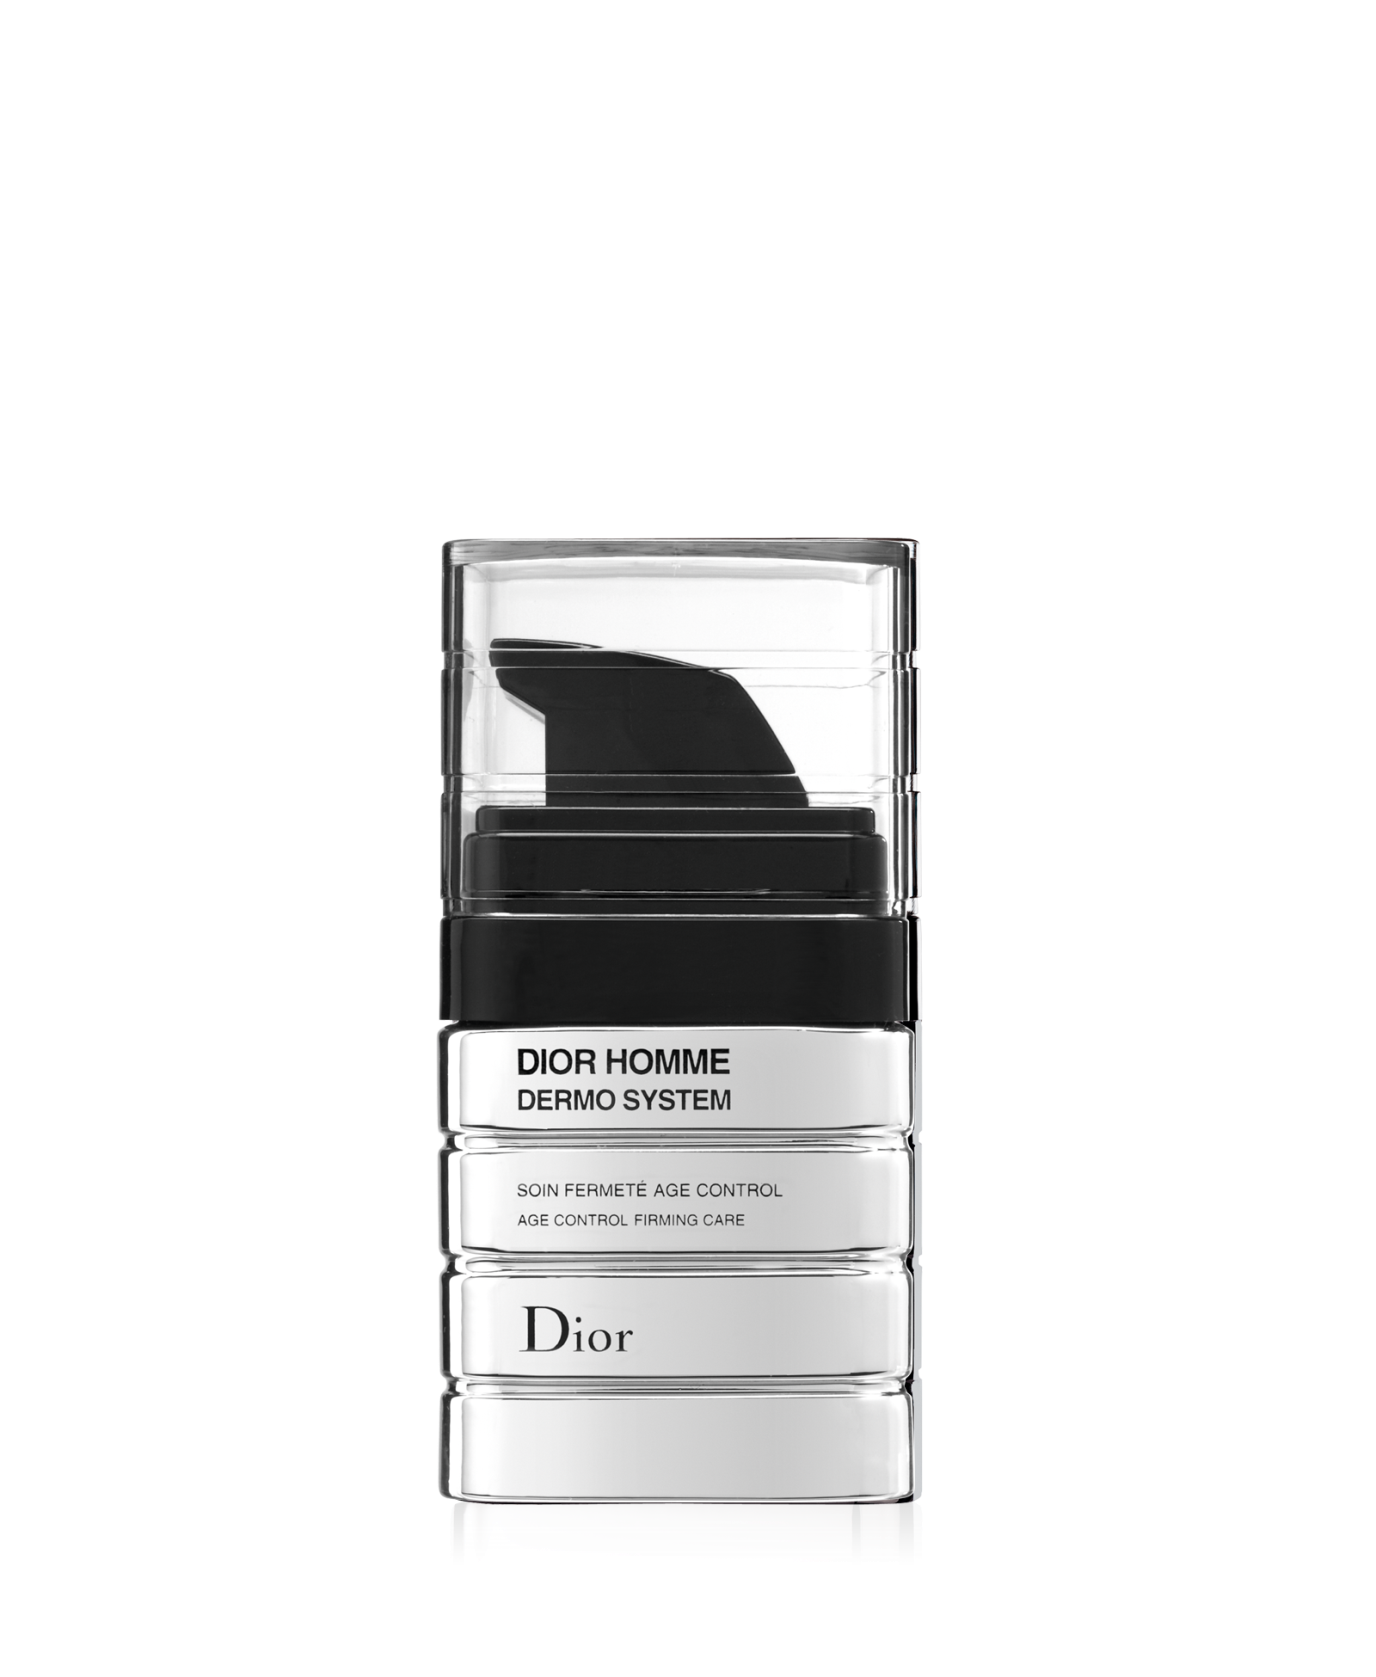 DIOR HOMME
DERMO SYSTEM
SOIN FERMETÉ AGE CONTROL
AGE CONTROL FIRMING CARE
Dior